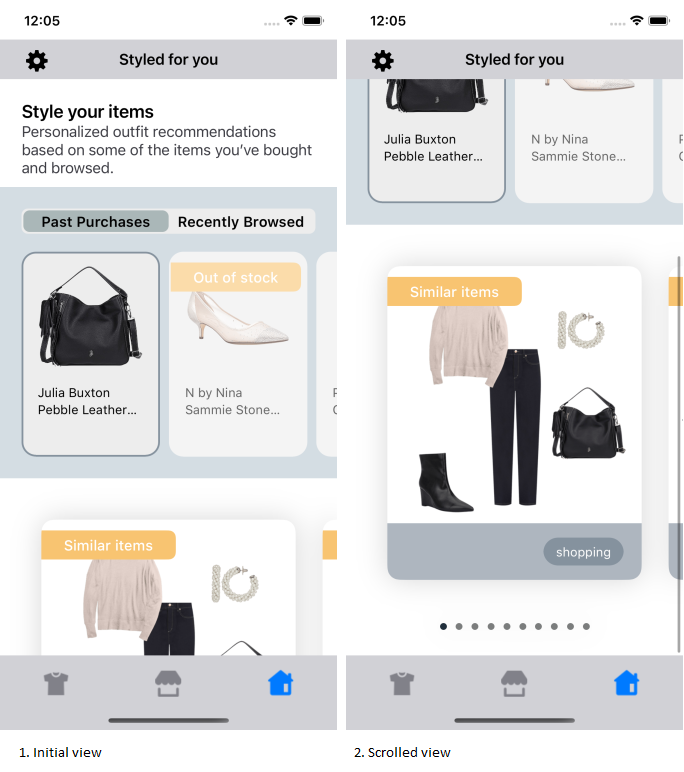 12:05
Styled for you
Style your items
Personalized outfit recommendations
based on some of the items you've bought
and browsed.
Past Purchases
Recently Browsed
Out of stock
Julia Buxton
Pebble Leather...
N by Nina
Sammie Stone...
Similar items
1. Initial view
12:05
Styled for you
Julia Buxton
Pebble Leather...
N by Nina
Sammie Stone...
Similar items
shopping
2. Scrolled view